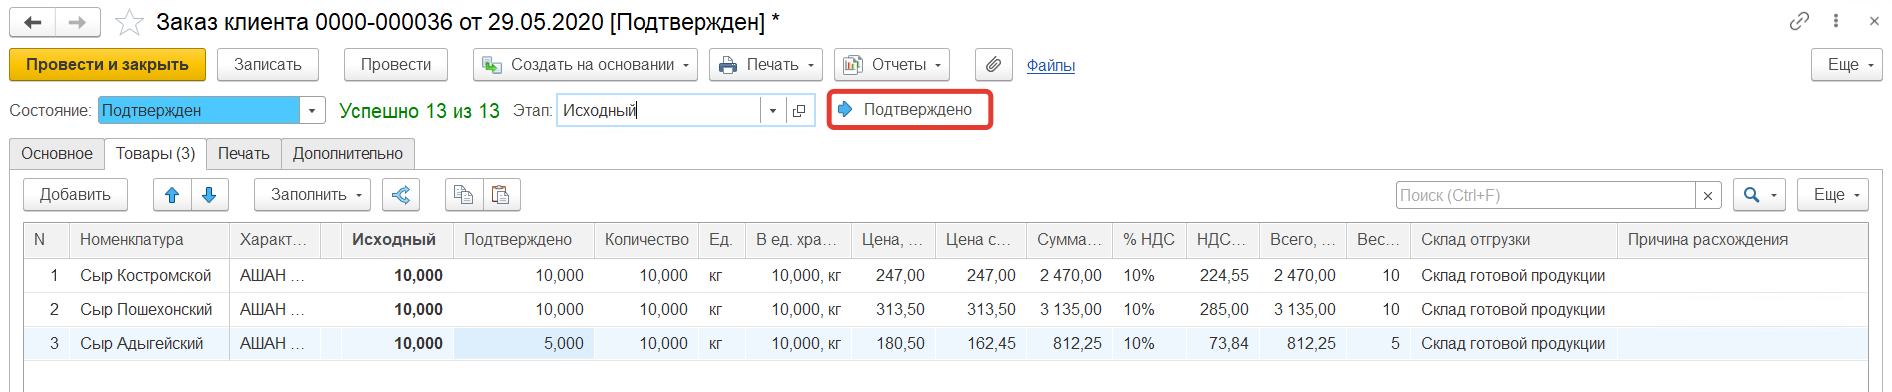 Заказ клиента 0000-000036 от 29.05.2020 [Подтвержден] *
Провести и закрыть Записать Провести Создать на основании Печать Отчеты Файлы Еще
Состояние: Подтвержден Успешно 13 из 13 Этап: Исходный Подтверждено
Основное Товары (3) Печать Дополнительно
Добавить Заполнить Поиск (Ctrl+F) × Еще
N Номенклатура Характ... Исходный Подтверждено Количество Ед. В ед. хра... Цена, ... Цена с... Сумма... % НДС НДС... Всего, ... Вес... Склад отгрузки Причина расхождения
1 Сыр Костромской АШАН ... 10,000 10,000 10,000 кг 10,000, кг 247,00 247,00 2 470,00 10% 224,55 2 470,00 10 Склад готовой продукции
2 Сыр Пошехонский АШАН ... 10,000 10,000 10,000 кг 10,000, кг 313,50 313,50 3 135,00 10% 285,00 3 135,00 10 Склад готовой продукции
3 Сыр Адыгейский АШАН ... 10,000 5,000 10,000 кг 10,000, кг 180,50 162,45 812,25 10% 73,84 812,25 5 Склад готовой продукции